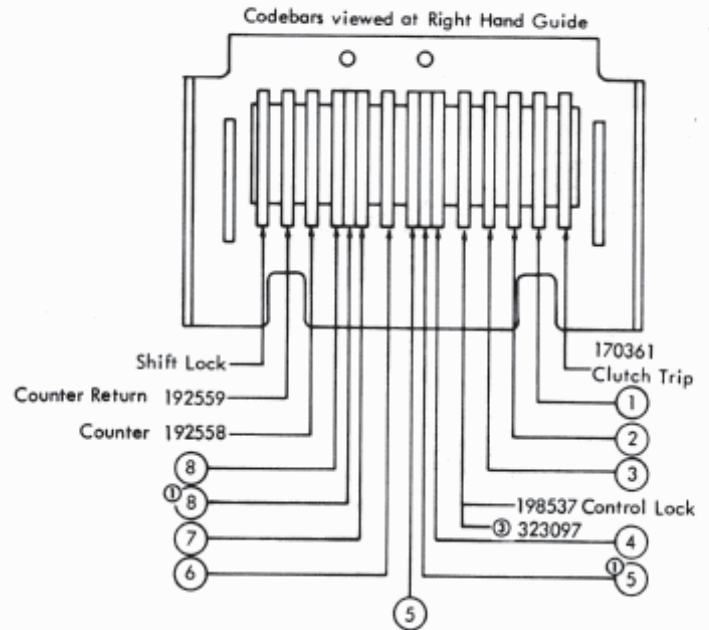 Codebars viewed at Right Hand Guide
Shift Lock
170361
Clutch Trip
Counter Return 192559
1
Counter 192558
2
8
3
① 8
198537 Control Lock
7
③ 323097
4
6
① 5
5